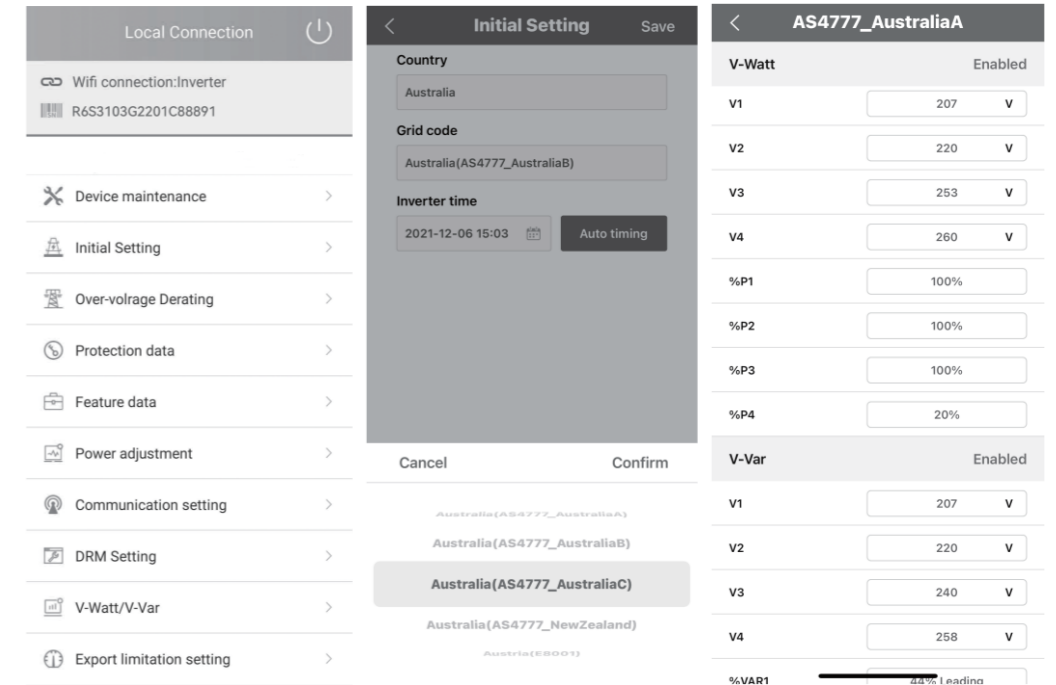 Local Connection
Wifi connection:Inverter
R6S3103G2201C88891
Device maintenance
Initial Setting
Over-volrage Derating
Protection data
Feature data
Power adjustment
Communication setting
DRM Setting
V-Watt/V-Var
Export limitation setting
Initial Setting Save
Country
Australia
Grid code
Australia(AS4777_AustraliaB)
Inverter time
2021-12-06 15:03 Auto timing
Cancel Confirm
Australia(AS4777_AustraliaA)
Australia(AS4777_AustraliaB)
Australia(AS4777_AustraliaC)
Australia(AS4777_NewZealand)
Austria(E8001)
AS4777_AustraliaA
V-Watt Enabled
V1 207 V
V2 220 V
V3 253 V
V4 260 V
%P1 100%
%P2 100%
%P3 100%
%P4 20%
V-Var Enabled
V1 207 V
V2 220 V
V3 240 V
V4 258 V
%VAR1 44% Leading